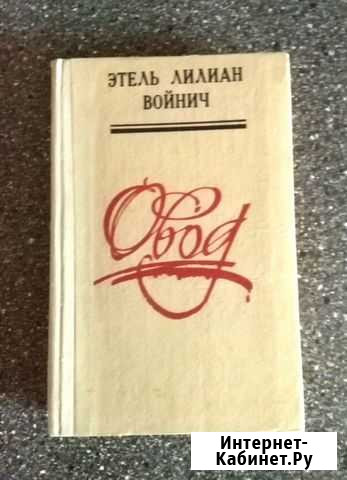 ЭТЕЛЬ ЛИЛИАН
ВОЙНИЧ
Овод
Интернет-
Кабинет.Ру